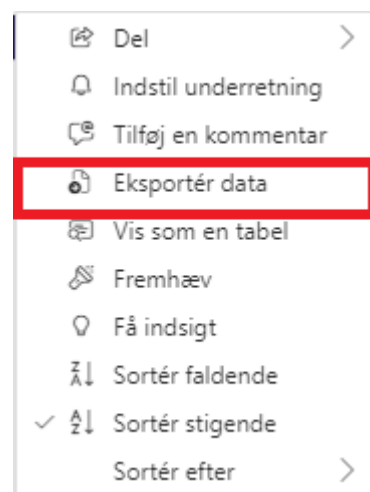 Del
Indstil underretning
Tilføj en kommentar
Eksportér data
Vis som en tabel
Fremhæv
Få indsigt
Sortér faldende
Sortér stigende
Sortér efter